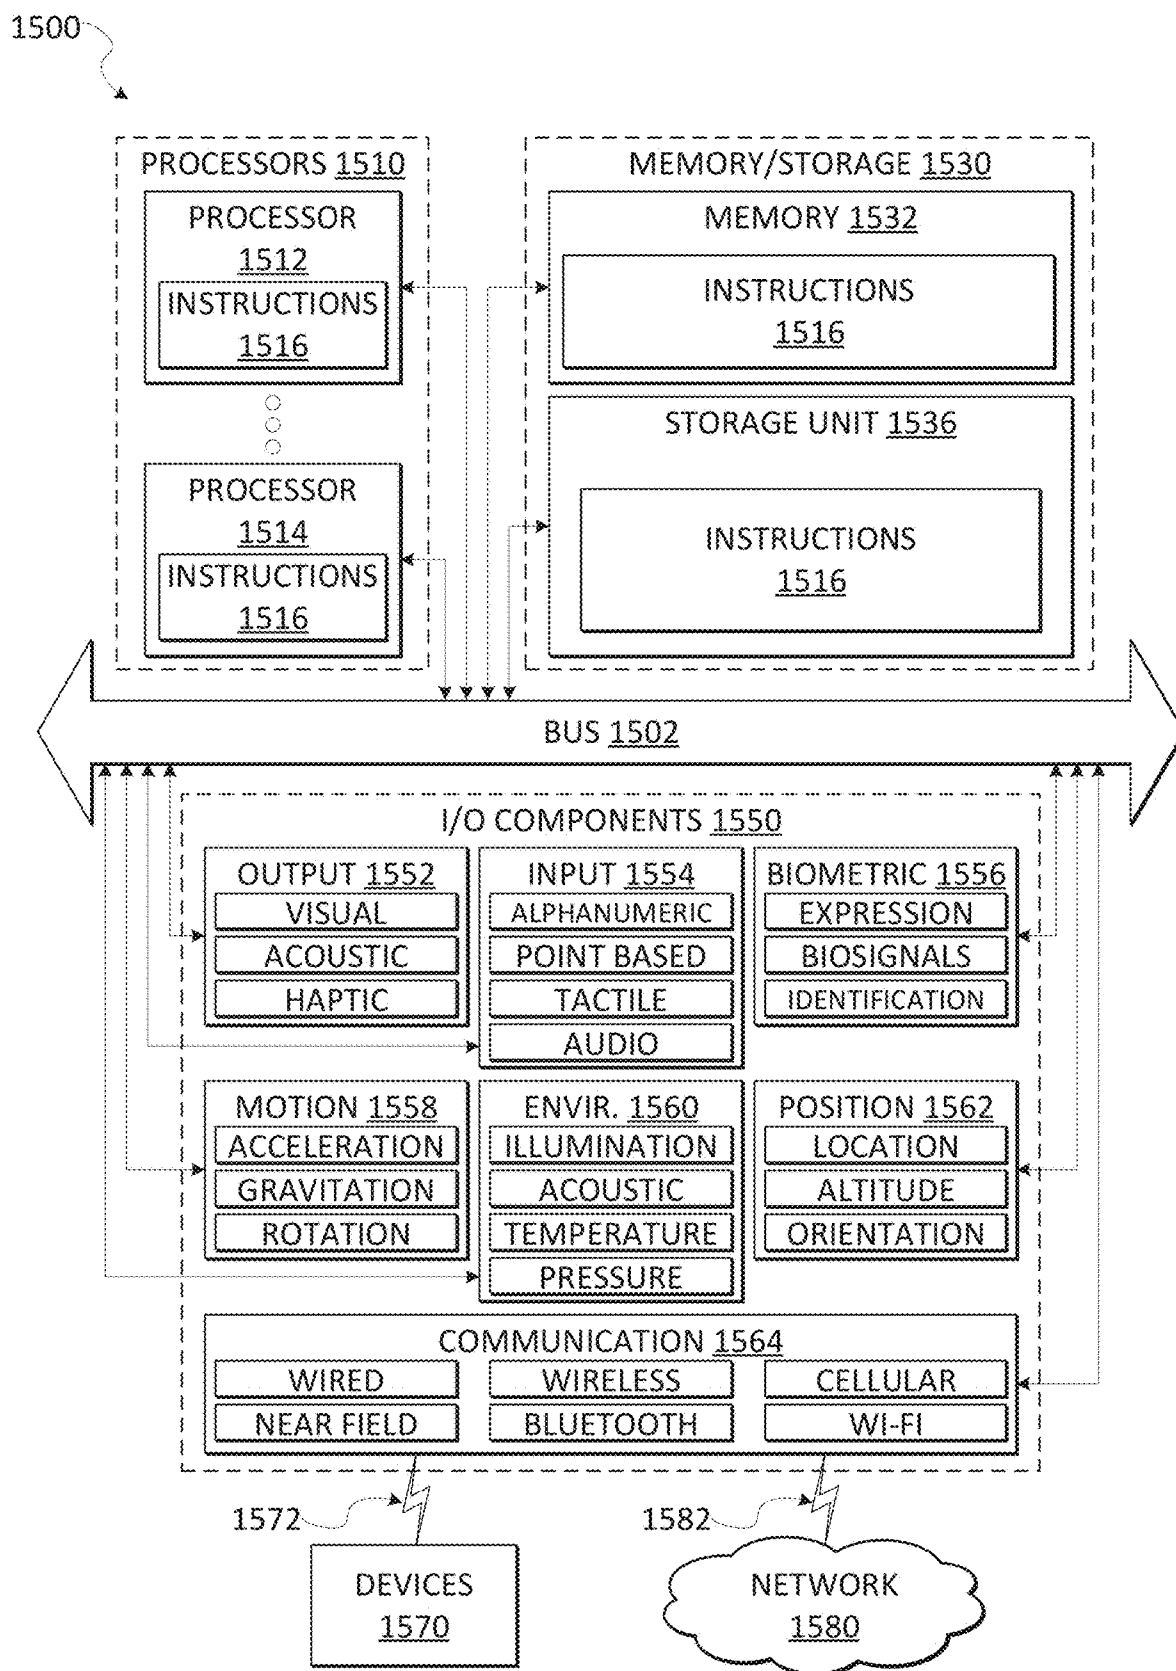 1500
PROCESSORS 1510
PROCESSOR
1512
INSTRUCTIONS
1516
PROCESSOR
1514
INSTRUCTIONS
1516
MEMORY/STORAGE 1530
MEMORY 1532
INSTRUCTIONS
1516
STORAGE UNIT 1536
INSTRUCTIONS
1516
BUS 1502
I/O COMPONENTS 1550
OUTPUT 1552
VISUAL
ACOUSTIC
HAPTIC
INPUT 1554
ALPHANUMERIC
POINT BASED
TACTILE
AUDIO
BIOMETRIC 1556
EXPRESSION
BIOSIGNALS
IDENTIFICATION
MOTION 1558
ACCELERATION
GRAVITATION
ROTATION
ENVIR. 1560
ILLUMINATION
ACOUSTIC
TEMPERATURE
PRESSURE
POSITION 1562
LOCATION
ALTITUDE
ORIENTATION
COMMUNICATION 1564
WIRED
WIRELESS
CELLULAR
NEAR FIELD
BLUETOOTH
WI-FI
1572
1582
DEVICES
1570
NETWORK
1580